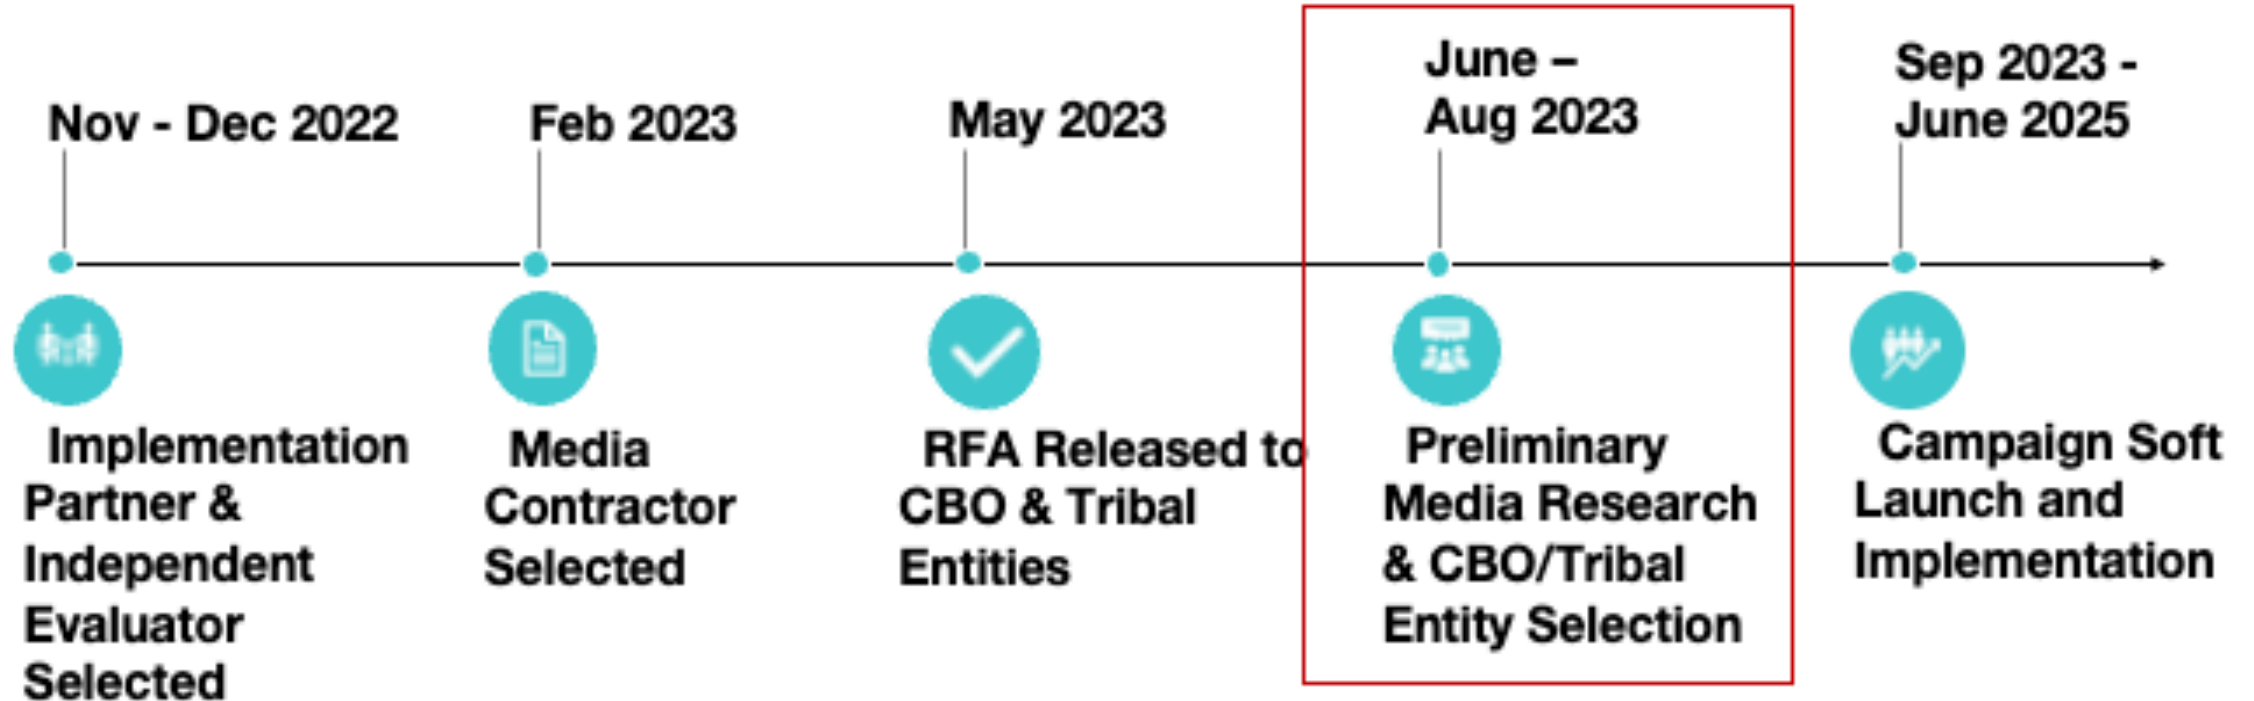 Nov - Dec 2022
Implementation
Partner &
Independent
Evaluator
Selected
Feb 2023
Media
Contractor
Selected
May 2023
RFA Released to
CBO & Tribal
Entities
June –
Aug 2023
Preliminary
Media Research
& CBO/Tribal
Entity Selection
Sep 2023 -
June 2025
Campaign Soft
Launch and
Implementation